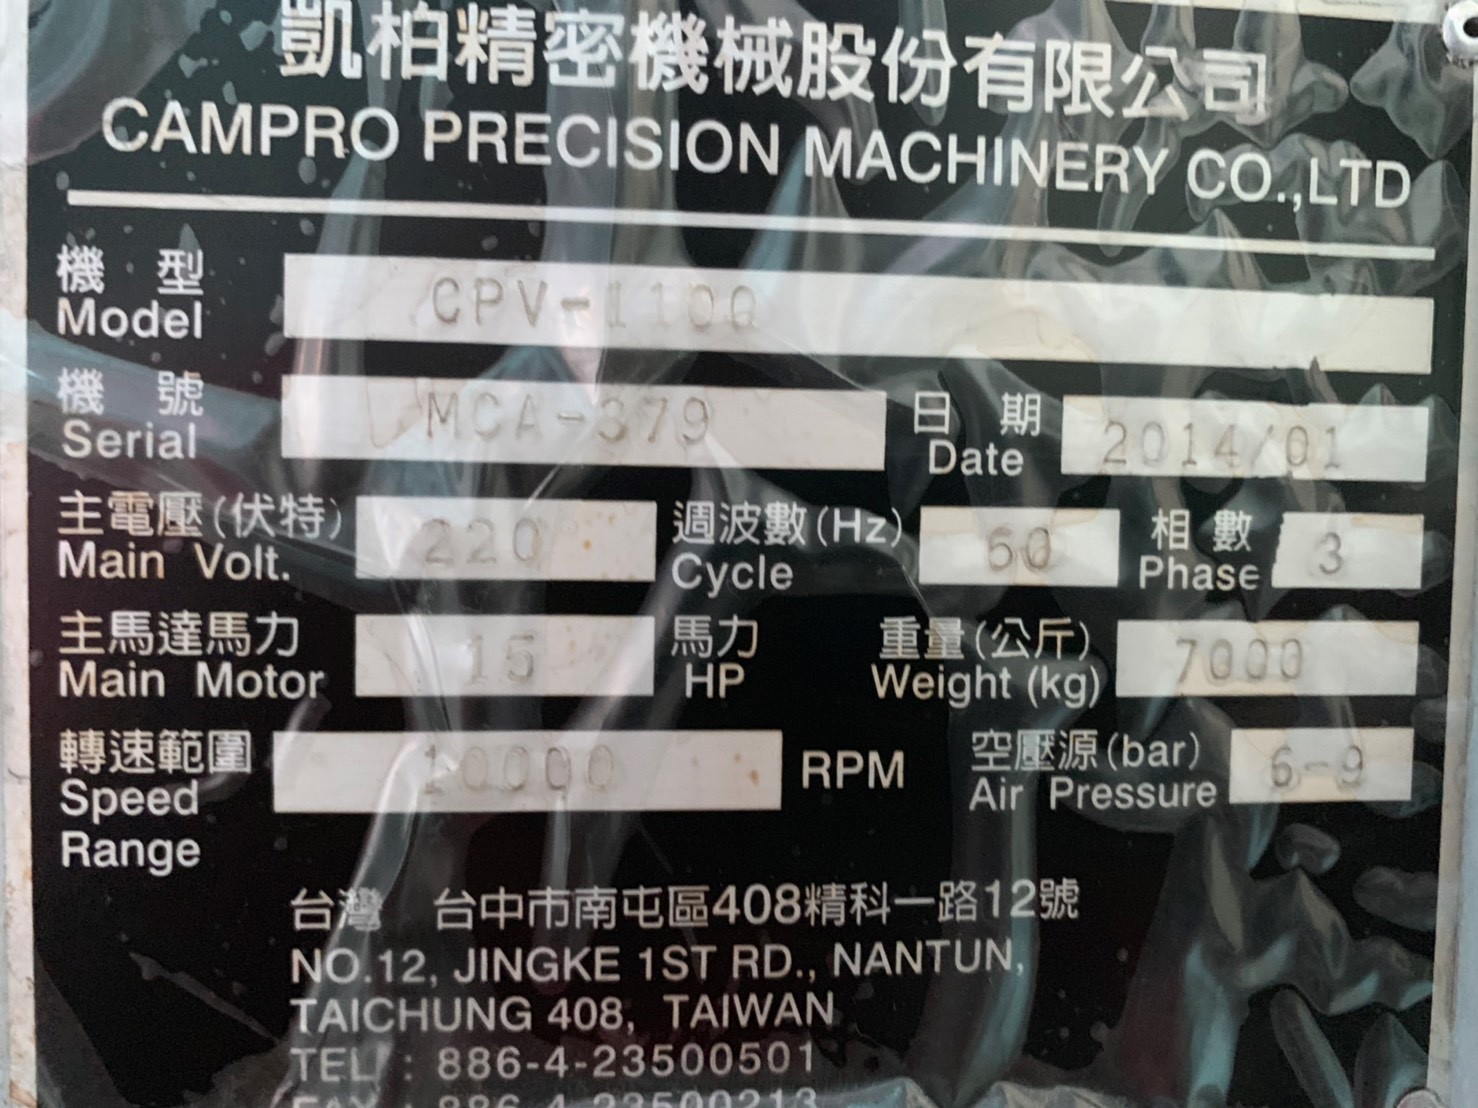 凱柏精密機械股份有限公司
CAMPRO PRECISION MACHINERY CO.,LTD
機型 CPV-1100
Model
機號 MCA-379 日期 2014/01
Serial Date
主電壓(伏特) 220 週波數(Hz) 60 相數 3
Main Volt. Cycle Phase
主馬達馬力 15 馬力 重量(公斤) 7000
Main Motor HP Weight (kg)
轉速範圍 10000 RPM 空壓源(bar) 6-9
Speed Air Pressure
Range
台灣 台中市南屯區408精科一路12號
NO.12, JINGKE 1ST RD., NANTUN,
TAICHUNG 408, TAIWAN
TEL : 886-4-23500501
FAX : 886-4-23500213